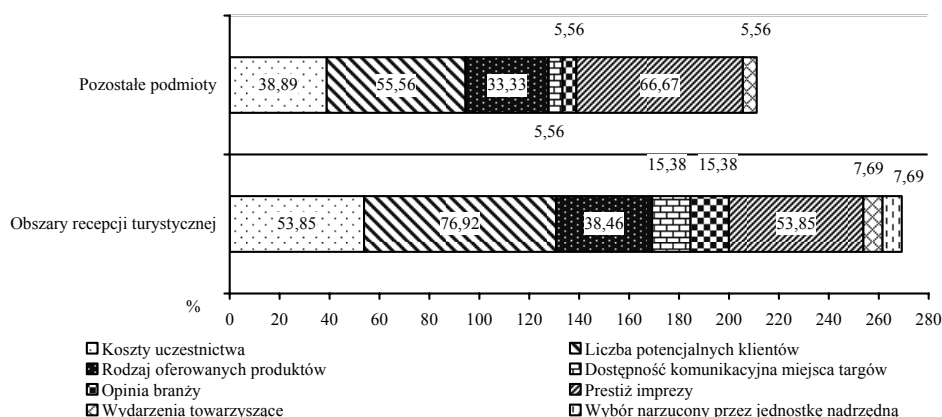 5,56 5,56
Pozostałe podmioty 38,89 55,56 33,33 66,67
5,56
15,38 15,38 7,69 7,69
Obszary recepcji turystycznej 53,85 76,92 38,46 53,85
%
0 20 40 60 80 100 120 140 160 180 200 220 240 260 280
Koszty uczestnictwa Liczba potencjalnych klientów
Rodzaj oferowanych produktów Dostępność komunikacyjna miejsca targów
Opinia branży Prestiż imprezy
Wydarzenia towarzyszące Wybór narzucony przez jednostkę nadrzędną